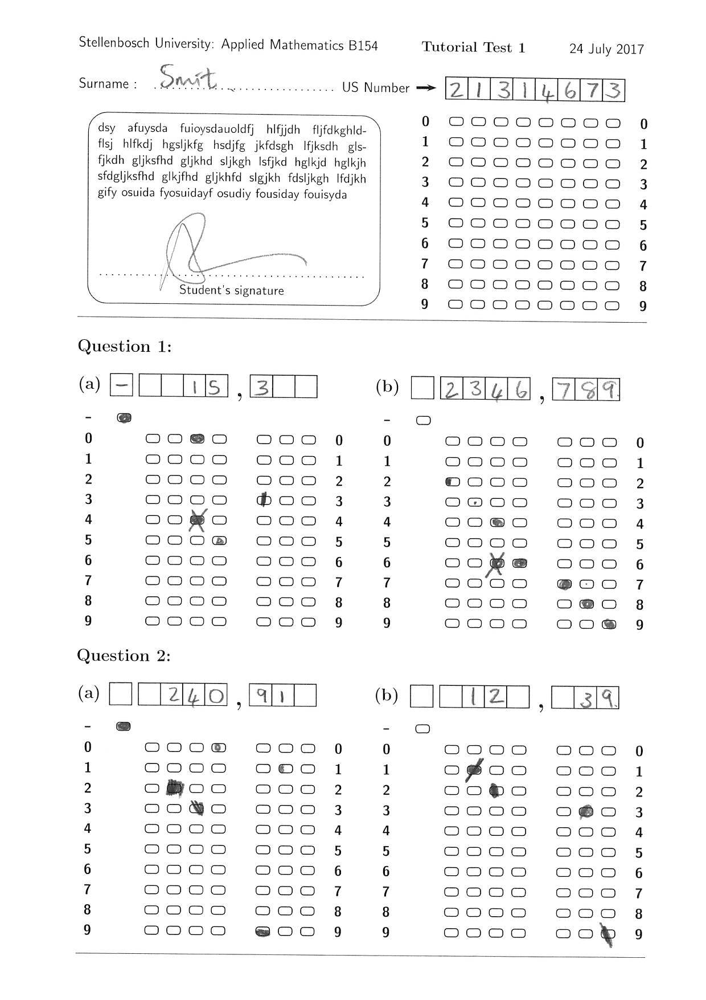 Stellenbosch University: Applied Mathematics B154 Tutorial Test 1 24 July 2017
Surname : Smit US Number → 2 1 3 1 4 6 7 3
dsy afuysda fuioysdauoldfj hlfjjdh fljfdkghld-
flsj hlfkdj hgsljkfg hsdjfg jkfdsgh lfjksdh gls-
fjkdh gljksfhd gljkhd sljkgh lsfjkd hglkjd hglkjh
sfdgljksfhd glkjfhd gljkhfd slgjkh fdsljkgh lfdjkh
gify osuida fyosuidayf osudiy fousiday fouisyda
Student's signature
0 0
1 1
2 2
3 3
4 4
5 5
6 6
7 7
8 8
9 9
Question 1:
(a) - 1 5 , 3 (b) 2 3 4 6 , 7 8 9.
- -
0 0 0 0
1 1 1 1
2 2 2 2
3 3 3 3
4 4 4 4
5 5 5 5
6 6 6 6
7 7 7 7
8 8 8 8
9 9 9 9
Question 2:
(a) 2 4 0 , 9 1 (b) 1 2 , 3 9.
- -
0 0 0 0
1 1 1 1
2 2 2 2
3 3 3 3
4 4 4 4
5 5 5 5
6 6 6 6
7 7 7 7
8 8 8 8
9 9 9 9